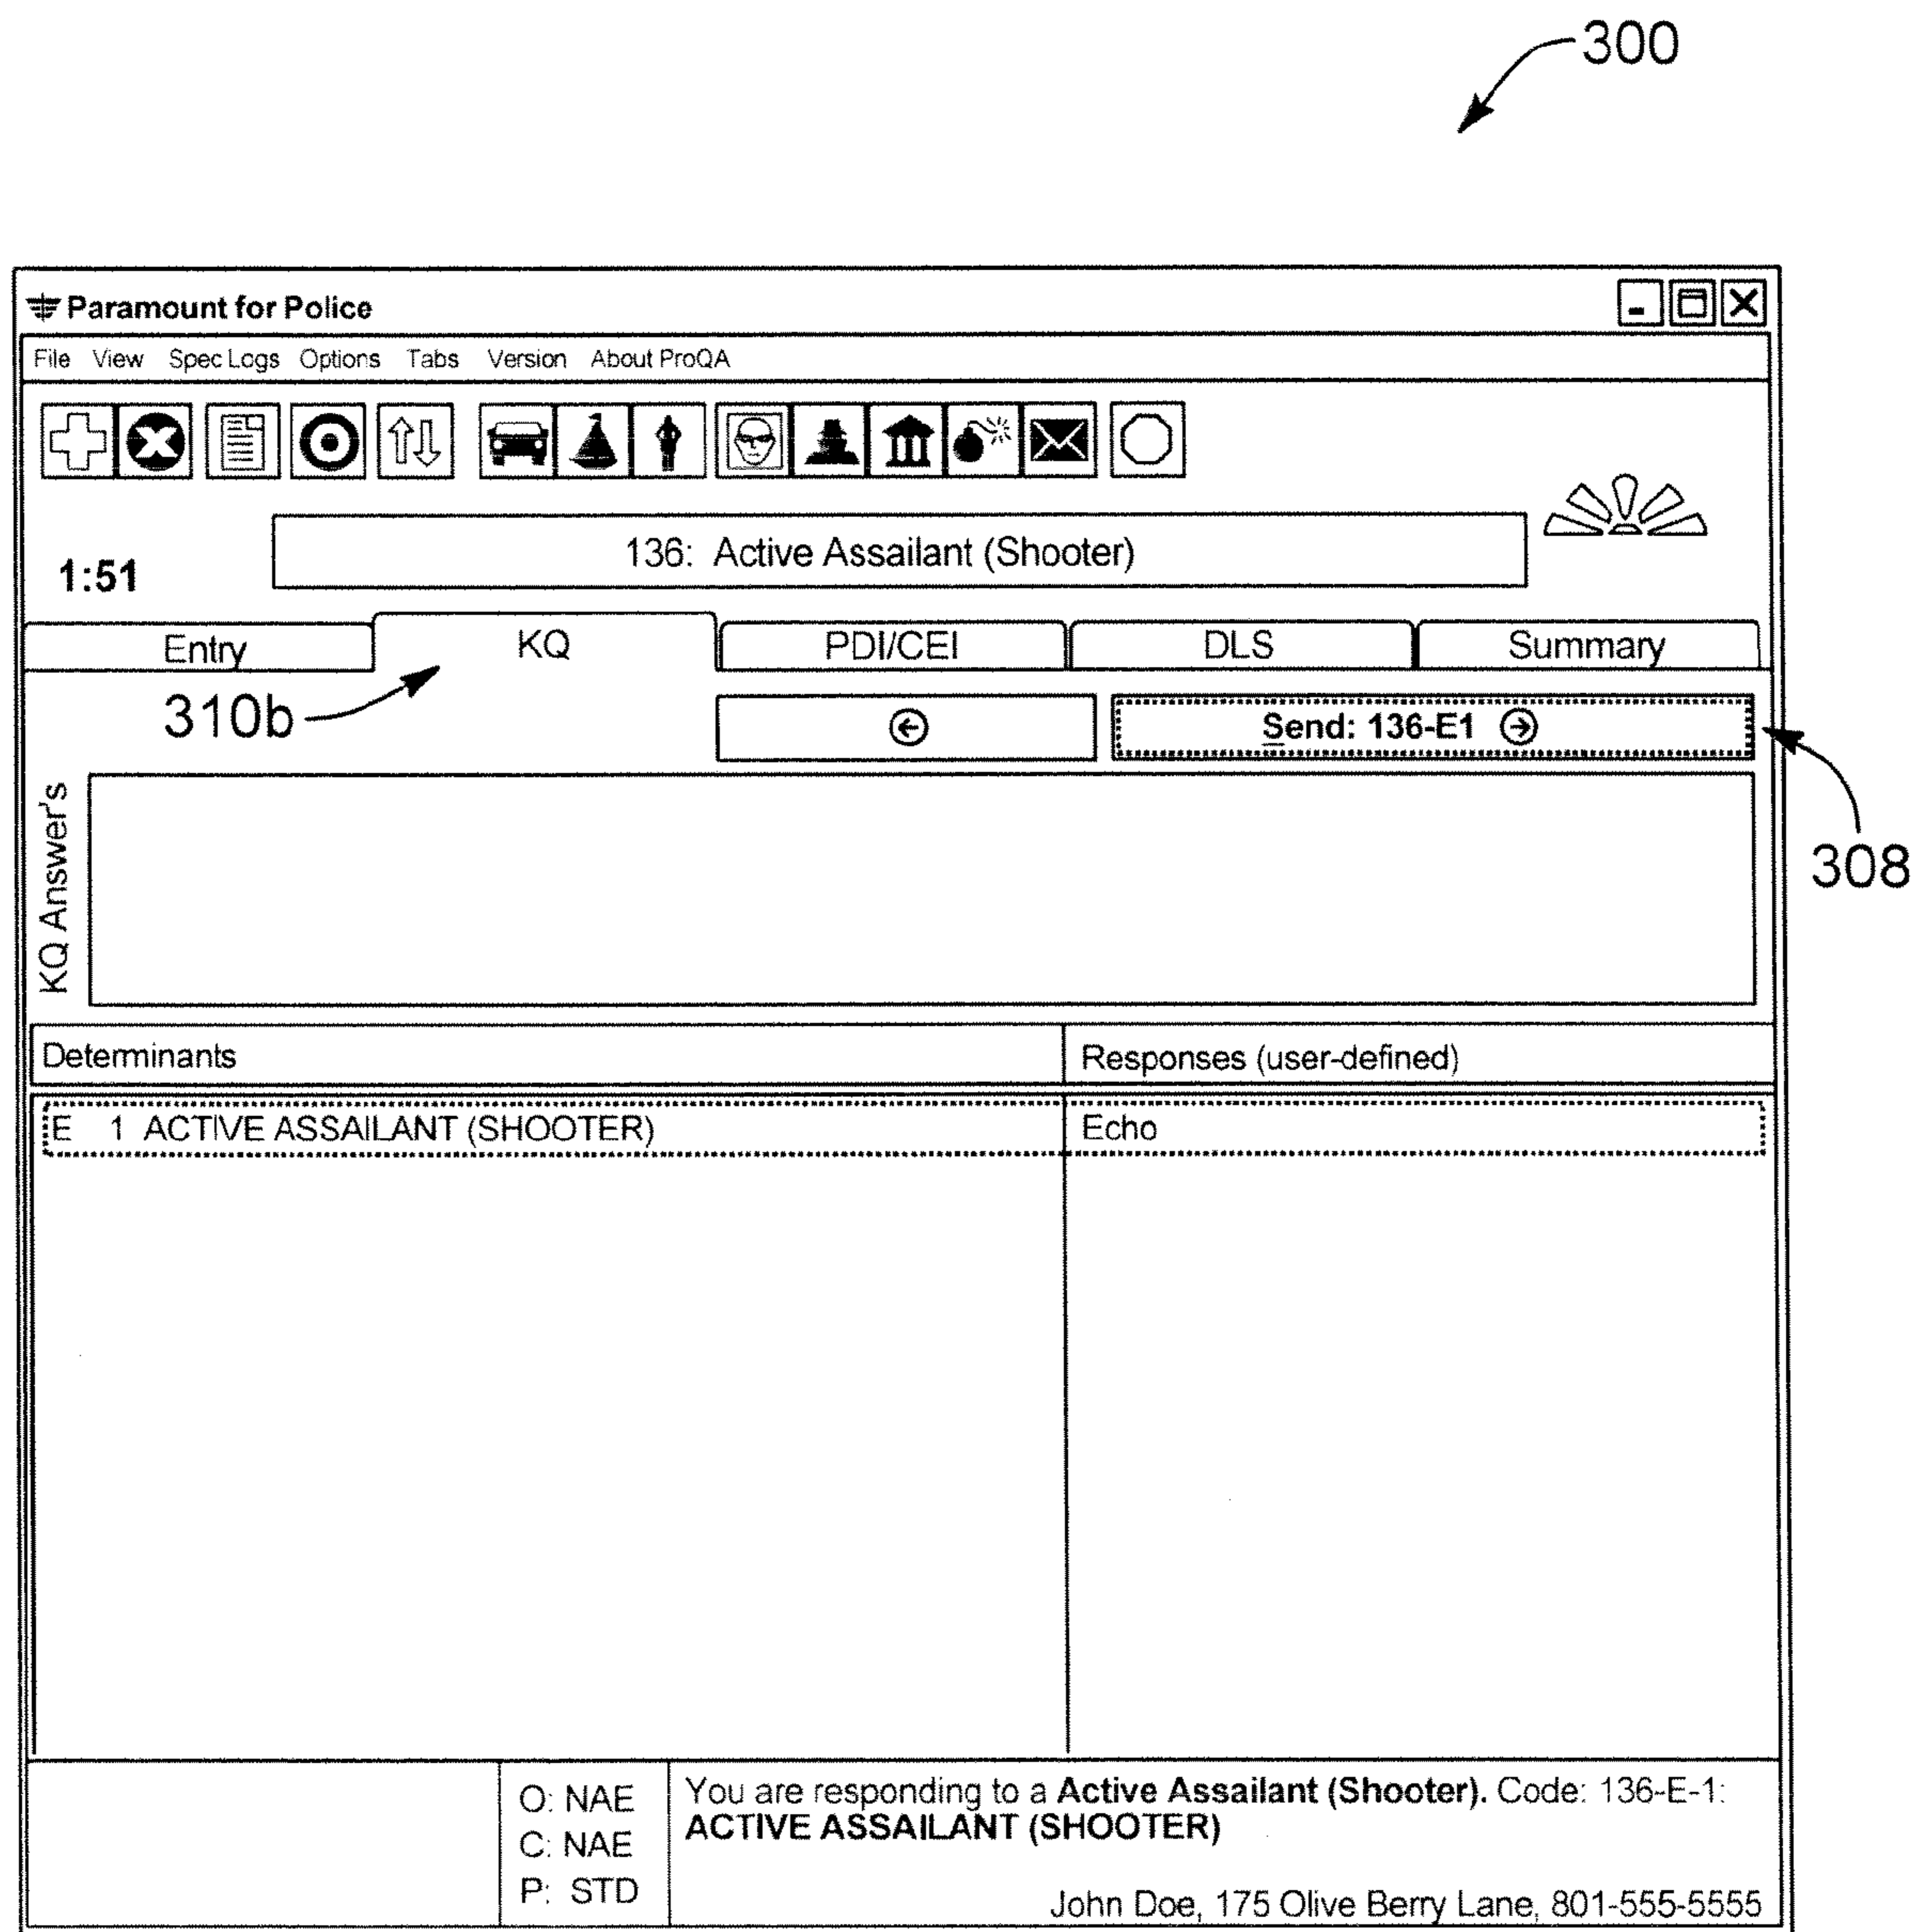 300
Paramount for Police
File View Spec Logs Options Tabs Version About ProQA
136: Active Assailant (Shooter)
1:51
Entry KQ PDI/CEI DLS Summary
310b
Send: 136-E1
308
KQ Answer's
Determinants Responses (user-defined)
E 1 ACTIVE ASSAILANT (SHOOTER) Echo
O: NAE
C: NAE
P: STD
You are responding to a Active Assailant (Shooter). Code: 136-E-1:
ACTIVE ASSAILANT (SHOOTER)
John Doe, 175 Olive Berry Lane, 801-555-5555